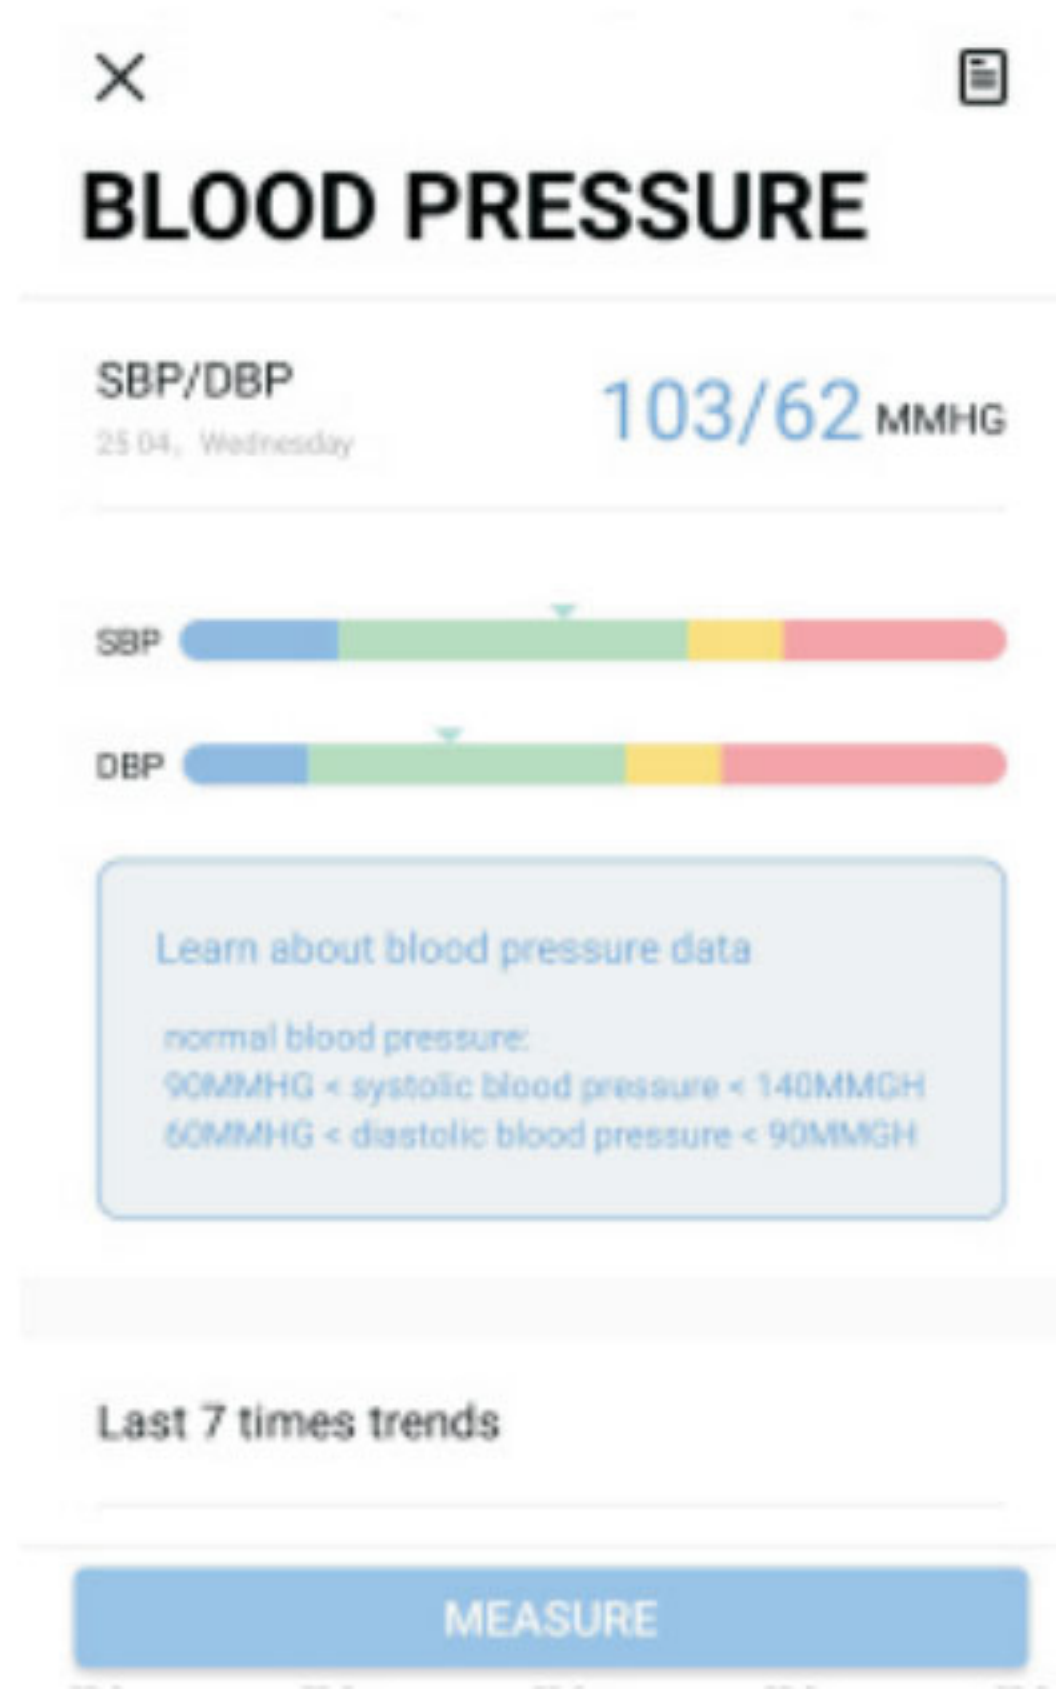 BLOOD PRESSURE
SBP/DBP
103/62 MMHG
25 04, Wednesday
SBP
DBP
Learn about blood pressure data
normal blood pressure:
90MMHG < systolic blood pressure < 140MMGH
60MMHG < diastolic blood pressure < 90MMGH
Last 7 times trends
MEASURE